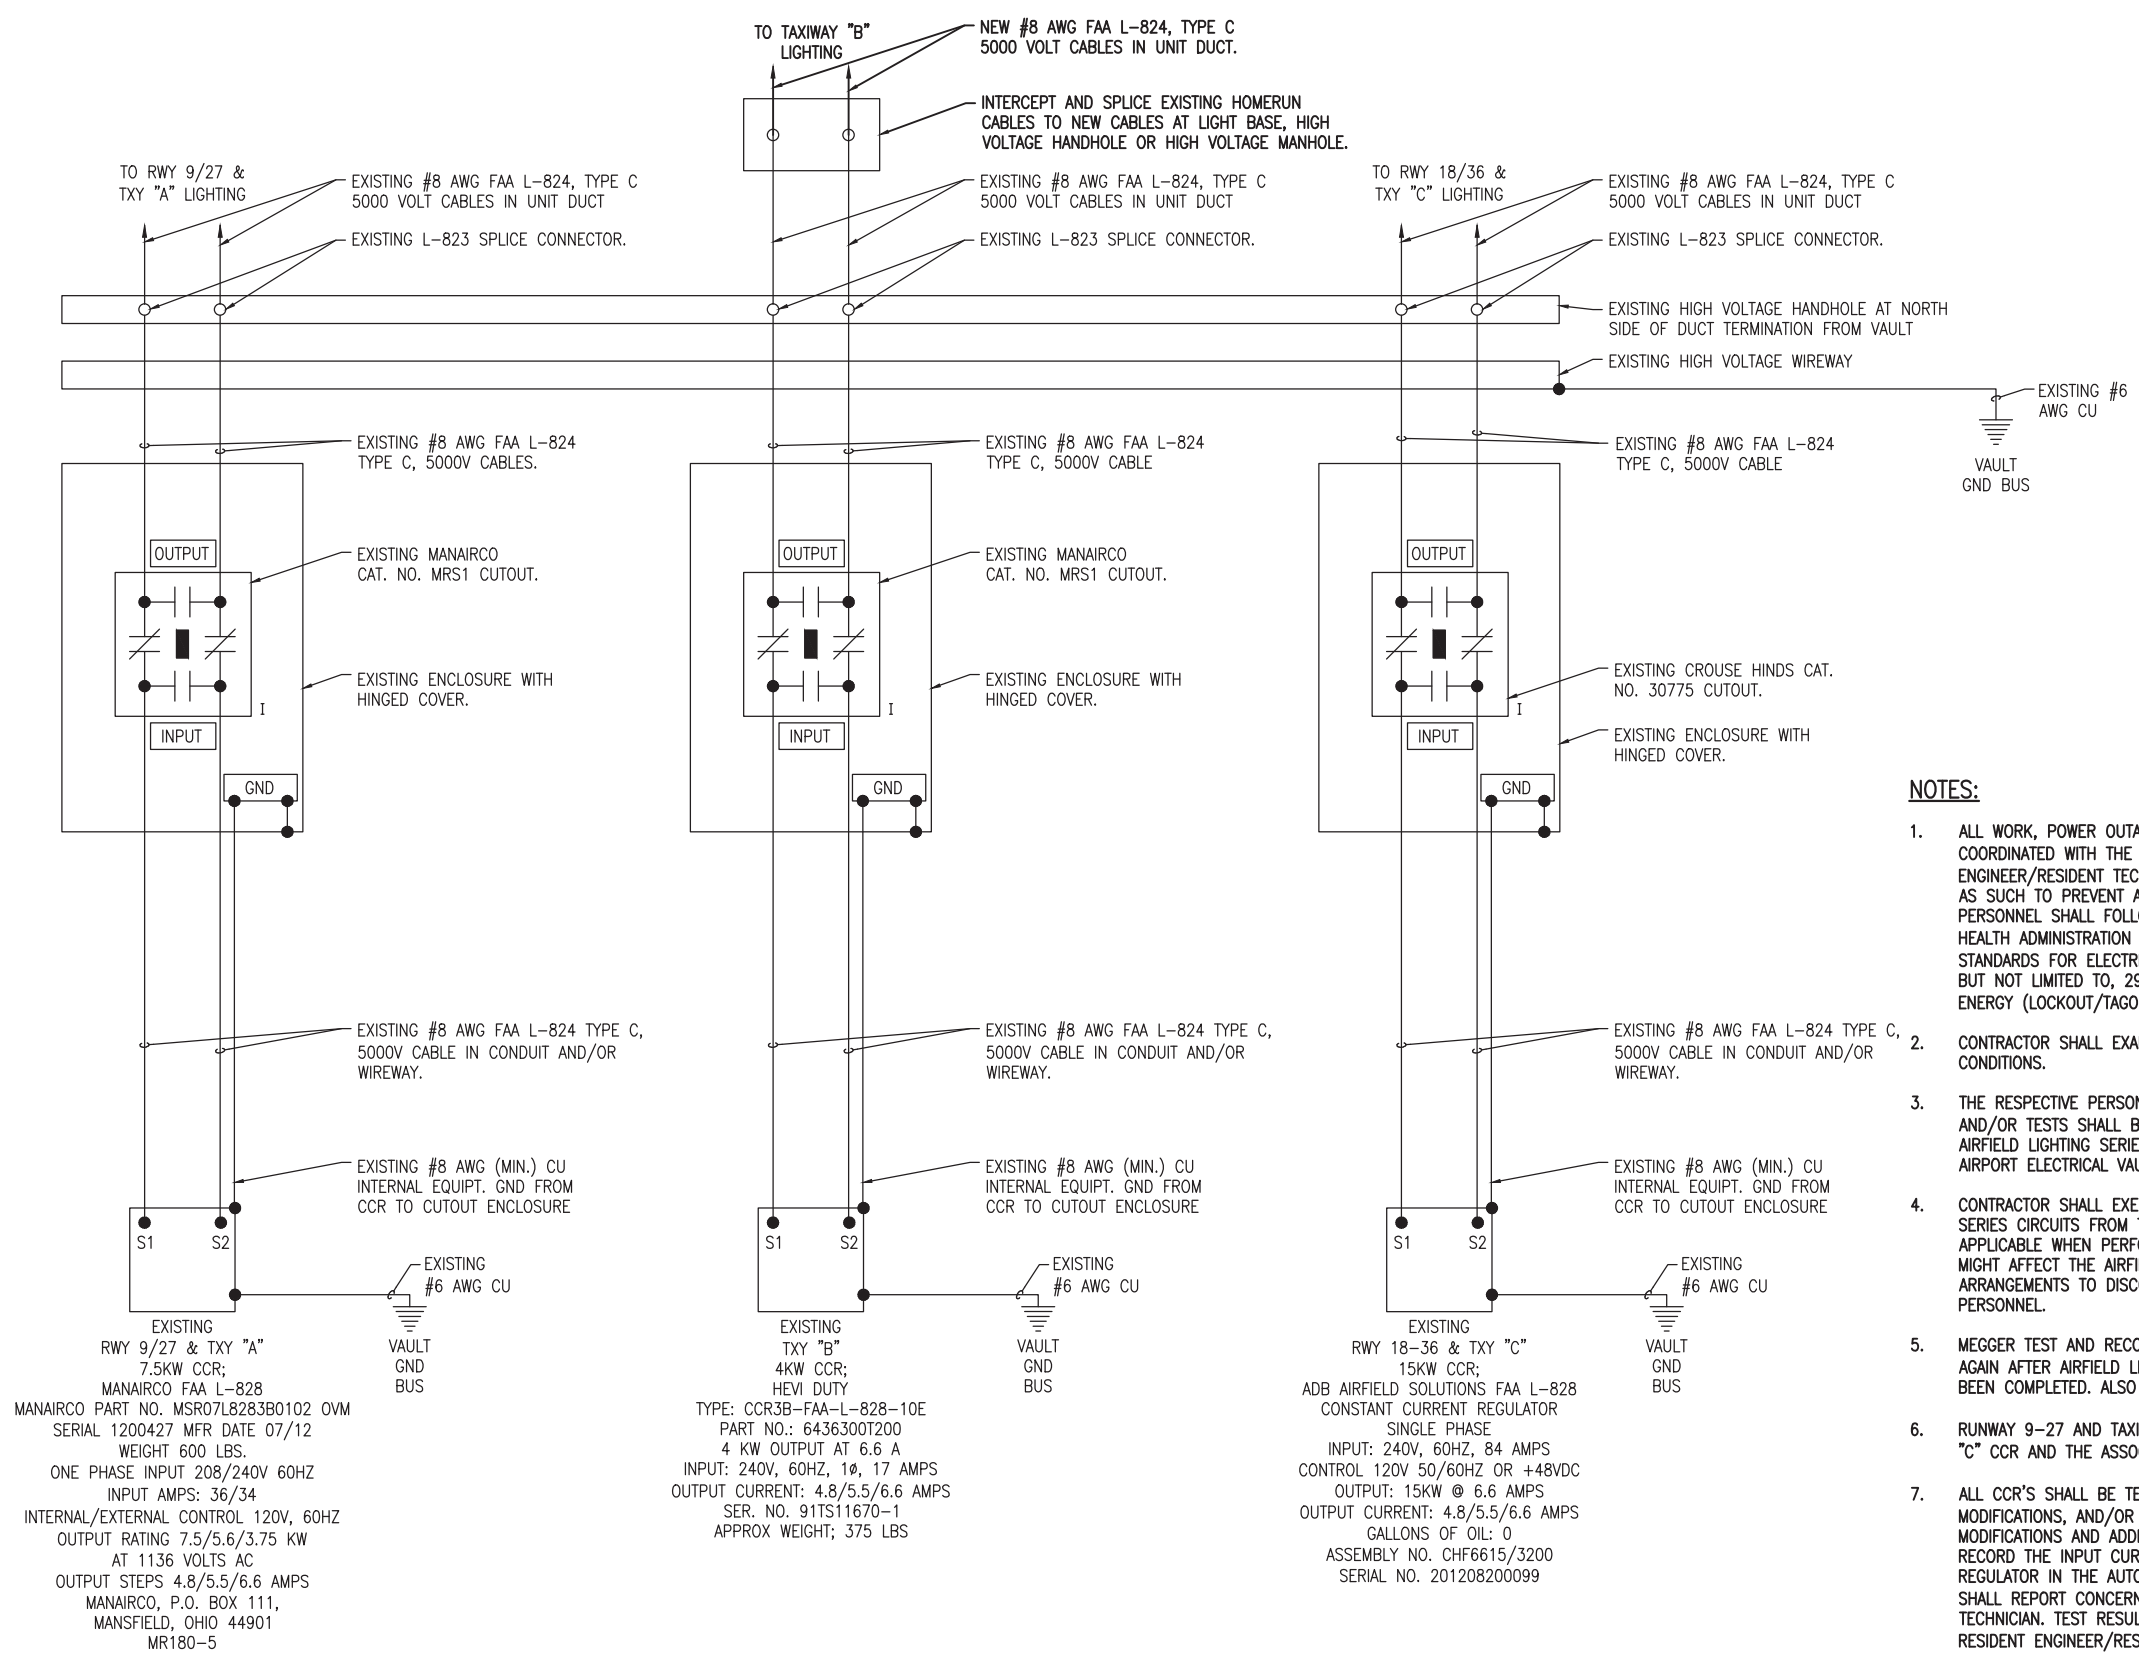 TO TAXIWAY "B"
LIGHTING
NEW #8 AWG FAA L-824, TYPE C
5000 VOLT CABLES IN UNIT DUCT.
INTERCEPT AND SPLICE EXISTING HOMERUN
CABLES TO NEW CABLES AT LIGHT BASE, HIGH
VOLTAGE HANDHOLE OR HIGH VOLTAGE MANHOLE.
TO RWY 9/27 &
TXY "A" LIGHTING
EXISTING #8 AWG FAA L-824, TYPE C
5000 VOLT CABLES IN UNIT DUCT
EXISTING L-823 SPLICE CONNECTOR.
EXISTING #8 AWG FAA L-824, TYPE C
5000 VOLT CABLES IN UNIT DUCT
EXISTING L-823 SPLICE CONNECTOR.
TO RWY 18/36 &
TXY "C" LIGHTING
EXISTING #8 AWG FAA L-824, TYPE C
5000 VOLT CABLES IN UNIT DUCT
EXISTING L-823 SPLICE CONNECTOR.
EXISTING HIGH VOLTAGE HANDHOLE AT NORTH
SIDE OF DUCT TERMINATION FROM VAULT
EXISTING HIGH VOLTAGE WIREWAY
EXISTING #6
AWG CU
VAULT
GND BUS
EXISTING #8 AWG FAA L-824
TYPE C, 5000V CABLES.
OUTPUT
EXISTING MANAIRCO
CAT. NO. MRS1 CUTOUT.
EXISTING ENCLOSURE WITH
HINGED COVER.
I
INPUT
GND
EXISTING #8 AWG FAA L-824 TYPE C,
5000V CABLE IN CONDUIT AND/OR
WIREWAY.
EXISTING #8 AWG (MIN.) CU
INTERNAL EQUIPT. GND FROM
CCR TO CUTOUT ENCLOSURE
S1
S2
EXISTING
#6 AWG CU
VAULT
GND
BUS
EXISTING
RWY 9/27 & TXY "A"
7.5KW CCR;
MANAIRCO FAA L-828
MANAIRCO PART NO. MSR07L8283B0102 OVM
SERIAL 1200427 MFR DATE 07/12
WEIGHT 600 LBS.
ONE PHASE INPUT 208/240V 60HZ
INPUT AMPS: 36/34
INTERNAL/EXTERNAL CONTROL 120V, 60HZ
OUTPUT RATING 7.5/5.6/3.75 KW
AT 1136 VOLTS AC
OUTPUT STEPS 4.8/5.5/6.6 AMPS
MANAIRCO, P.O. BOX 111,
MANSFIELD, OHIO 44901
MR180-5
EXISTING #8 AWG FAA L-824
TYPE C, 5000V CABLE
OUTPUT
EXISTING MANAIRCO
CAT. NO. MRS1 CUTOUT.
EXISTING ENCLOSURE WITH
HINGED COVER.
I
INPUT
GND
EXISTING #8 AWG FAA L-824 TYPE C,
5000V CABLE IN CONDUIT AND/OR
WIREWAY.
EXISTING #8 AWG (MIN.) CU
INTERNAL EQUIPT. GND FROM
CCR TO CUTOUT ENCLOSURE
S1
S2
EXISTING
#6 AWG CU
VAULT
GND
BUS
EXISTING
TXY "B"
4KW CCR;
HEVI DUTY
TYPE: CCR3B-FAA-L-828-10E
PART NO.: 6436300T200
4 KW OUTPUT AT 6.6 A
INPUT: 240V, 60HZ, 1ø, 17 AMPS
OUTPUT CURRENT: 4.8/5.5/6.6 AMPS
SER. NO. 91TS11670-1
APPROX WEIGHT; 375 LBS
EXISTING #8 AWG FAA L-824
TYPE C, 5000V CABLE
OUTPUT
EXISTING CROUSE HINDS CAT.
NO. 30775 CUTOUT.
I
INPUT
EXISTING ENCLOSURE WITH
HINGED COVER.
GND
EXISTING #8 AWG FAA L-824 TYPE C,
5000V CABLE IN CONDUIT AND/OR
WIREWAY.
EXISTING #8 AWG (MIN.) CU
INTERNAL EQUIPT. GND FROM
CCR TO CUTOUT ENCLOSURE
S1
S2
EXISTING
#6 AWG CU
VAULT
GND
BUS
EXISTING
RWY 18-36 & TXY "C"
15KW CCR;
ADB AIRFIELD SOLUTIONS FAA L-828
CONSTANT CURRENT REGULATOR
SINGLE PHASE
INPUT: 240V, 60HZ, 84 AMPS
CONTROL 120V 50/60HZ OR +48VDC
OUTPUT: 15KW @ 6.6 AMPS
OUTPUT CURRENT: 4.8/5.5/6.6 AMPS
GALLONS OF OIL: 0
ASSEMBLY NO. CHF6615/3200
SERIAL NO. 201208200099
NOTES:
1. ALL WORK, POWER OUTA
COORDINATED WITH THE
ENGINEER/RESIDENT TEC
AS SUCH TO PREVENT A
PERSONNEL SHALL FOLL
HEALTH ADMINISTRATION
STANDARDS FOR ELECTR
BUT NOT LIMITED TO, 29
ENERGY (LOCKOUT/TAGO
2. CONTRACTOR SHALL EXA
CONDITIONS.
3. THE RESPECTIVE PERSON
AND/OR TESTS SHALL B
AIRFIELD LIGHTING SERIE
AIRPORT ELECTRICAL VAU
4. CONTRACTOR SHALL EXE
SERIES CIRCUITS FROM T
APPLICABLE WHEN PERFO
MIGHT AFFECT THE AIRFI
ARRANGEMENTS TO DISC
PERSONNEL.
5. MEGGER TEST AND RECO
AGAIN AFTER AIRFIELD LI
BEEN COMPLETED. ALSO
6. RUNWAY 9-27 AND TAXI
"C" CCR AND THE ASSO
7. ALL CCR'S SHALL BE TE
MODIFICATIONS, AND/OR
MODIFICATIONS AND ADD
RECORD THE INPUT CUR
REGULATOR IN THE AUTO
SHALL REPORT CONCERN
TECHNICIAN. TEST RESUL
RESIDENT ENGINEER/RES